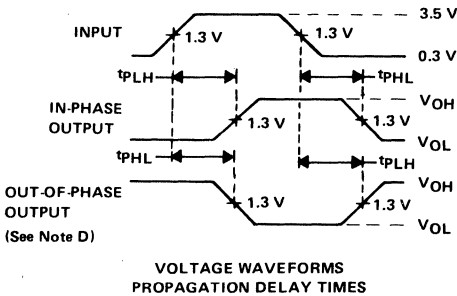 3.5 V
INPUT
1.3 V
1.3 V
0.3 V
tPLH
tPHL
IN-PHASE
OUTPUT
VOH
1.3 V
1.3 V
VOL
tPHL
tPLH
OUT-OF-PHASE
OUTPUT
(See Note D)
VOH
1.3 V
1.3 V
VOL
VOLTAGE WAVEFORMS
PROPAGATION DELAY TIMES